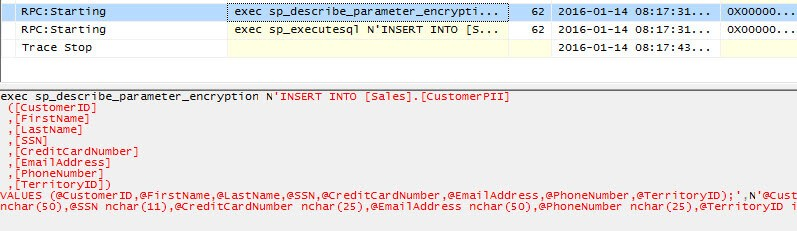 RPC:Starting exec sp_describe_parameter_encrypti... 62 2016-01-14 08:17:31... 0X00000...
RPC:Starting exec sp_executesql N'INSERT INTO [S... 62 2016-01-14 08:17:31... 0X00000...
Trace Stop 2016-01-14 08:17:43...
exec sp_describe_parameter_encryption N'INSERT INTO [Sales].[CustomerPII]
([CustomerID]
,[FirstName]
,[LastName]
,[SSN]
,[CreditCardNumber]
,[EmailAddress]
,[PhoneNumber]
,[TerritoryID])
VALUES (@CustomerID,@FirstName,@LastName,@SSN,@CreditCardNumber,@EmailAddress,@PhoneNumber,@TerritoryID);',N'@Cust
nchar(50),@SSN nchar(11),@CreditCardNumber nchar(25),@EmailAddress nchar(50),@PhoneNumber nchar(25),@TerritoryID i